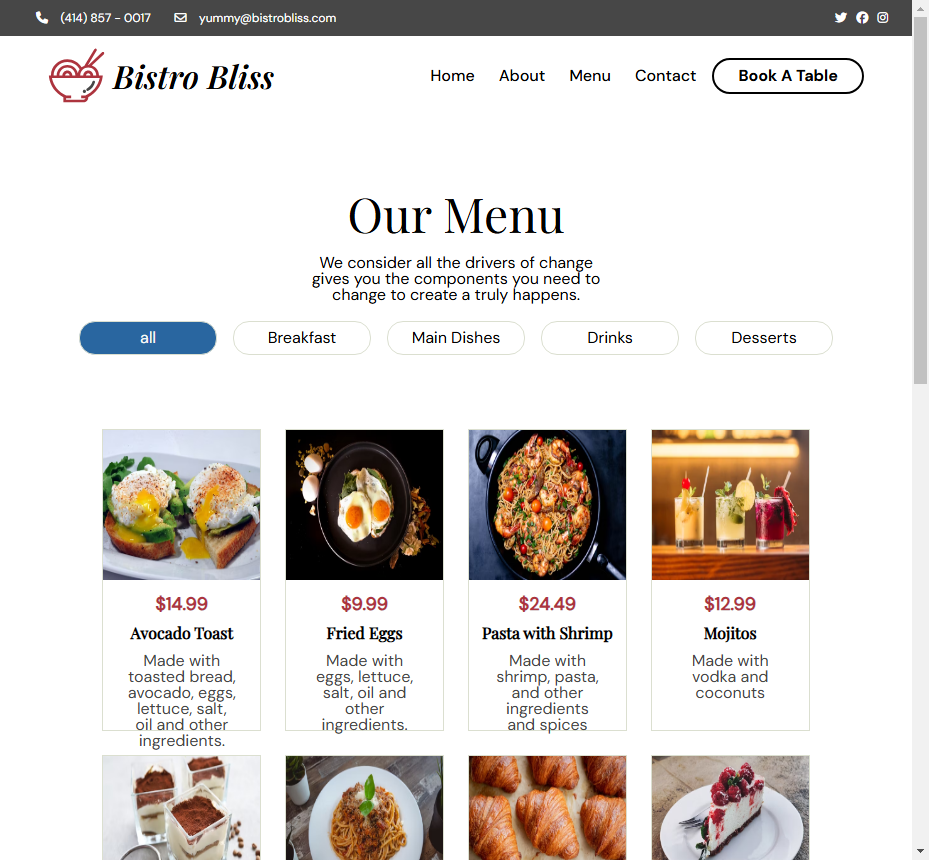 (414) 857 - 0017 yummy@bistrobliss.com
Bistro Bliss Home About Menu Contact Book A Table
Our Menu
We consider all the drivers of change
gives you the components you need to
change to create a truly happens.
all Breakfast Main Dishes Drinks Desserts
$14.99
Avocado Toast
Made with
toasted bread,
avocado, eggs,
lettuce, salt,
oil and other
ingredients.
$9.99
Fried Eggs
Made with
eggs, lettuce,
salt, oil and
other
ingredients.
$24.49
Pasta with Shrimp
Made with
shrimp, pasta,
and other
ingredients
and spices
$12.99
Mojitos
Made with
vodka and
coconuts